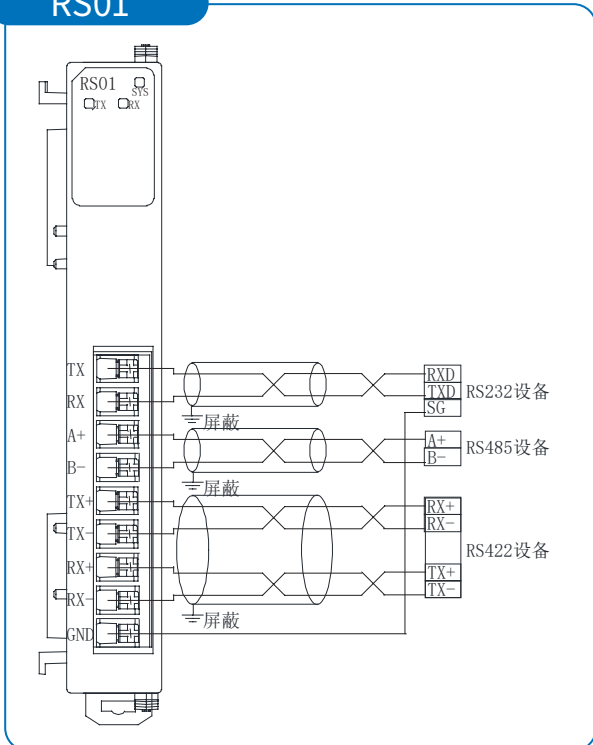 RS01
RS01
SYS
TX RX
TX
RX
A+
B-
TX+
TX-
RX+
RX-
GND
屏蔽
屏蔽
屏蔽
RXD
TXD
SG
RS232设备
A+
B-
RS485设备
RX+
RX-
TX+
TX-
RS422设备